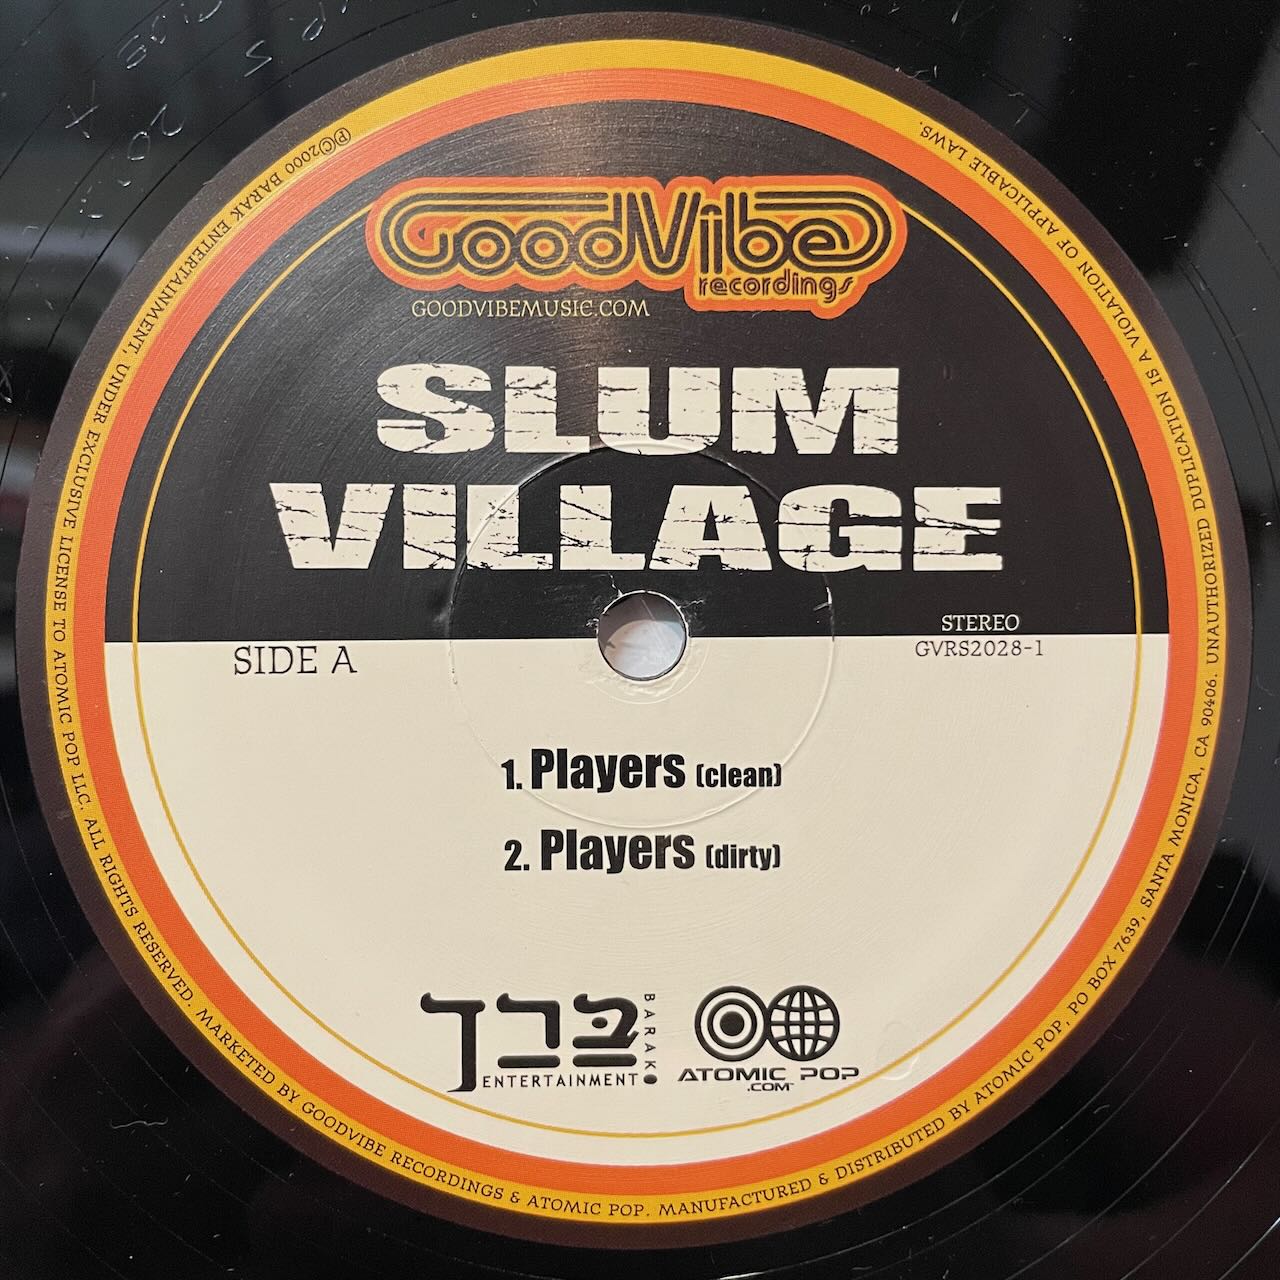 GoodVibe
recordings
GOODVIBEMUSIC.COM
SLUM
VILLAGE
STEREO
SIDE A
GVRS2028-1
1. Players (clean)
2. Players (dirty)
ברך
BARAK
ENTERTAINMENT
ATOMIC POP
.COM
℗©2000 BARAK ENTERTAINMENT, UNDER EXCLUSIVE LICENSE TO ATOMIC POP LLC. ALL RIGHTS RESERVED. MARKETED BY GOODVIBE RECORDINGS & ATOMIC POP. MANUFACTURED & DISTRIBUTED BY ATOMIC POP, PO BOX 7639, SANTA MONICA, CA 90406. UNAUTHORIZED DUPLICATION IS A VIOLATION OF APPLICABLE LAWS.